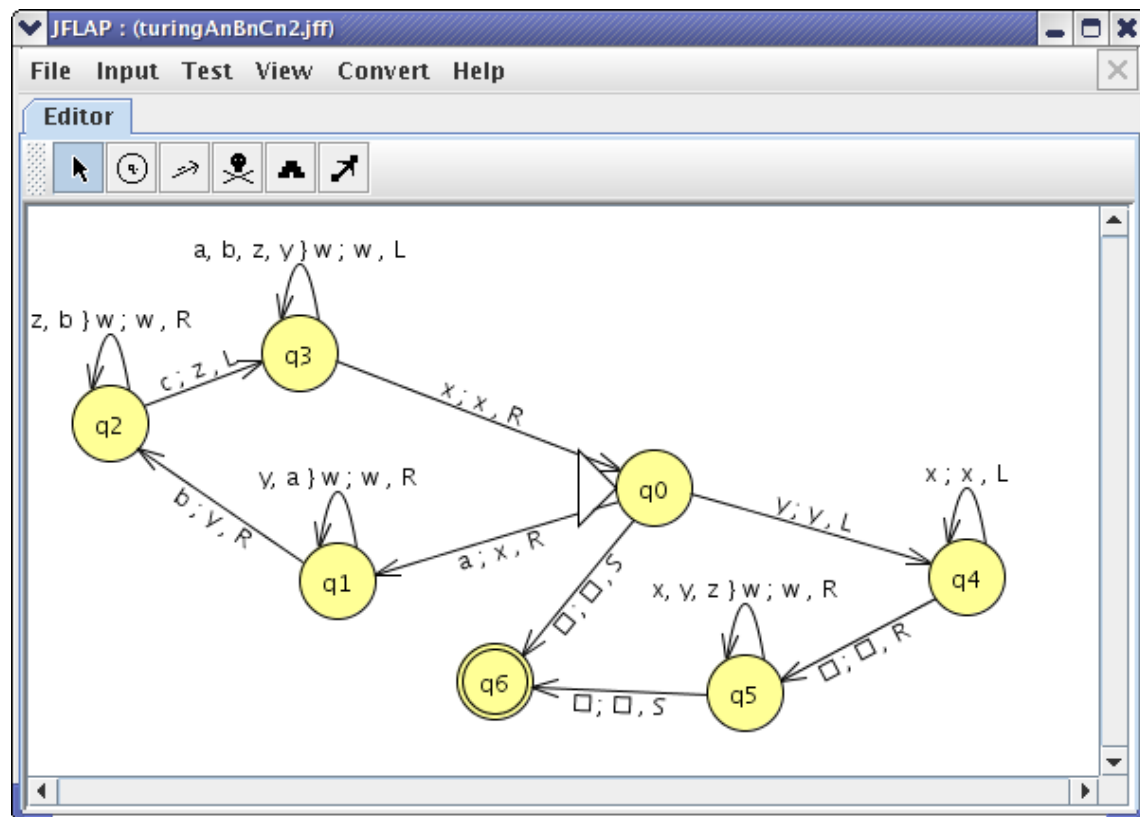 JFLAP : (turingAnBnCn2.jff)
File Input Test View Convert Help
Editor
a, b, z, y } w ; w , L
z, b } w ; w , R
q3
c ; z , L
q2
x ; x , R
y, a } w ; w , R
q0
x ; x , L
b ; y , R
y ; y , L
a ; x , R
q1
□ ; □ , S
x, y, z } w ; w , R
q4
□ ; □ , R
q6
□ ; □ , S
q5